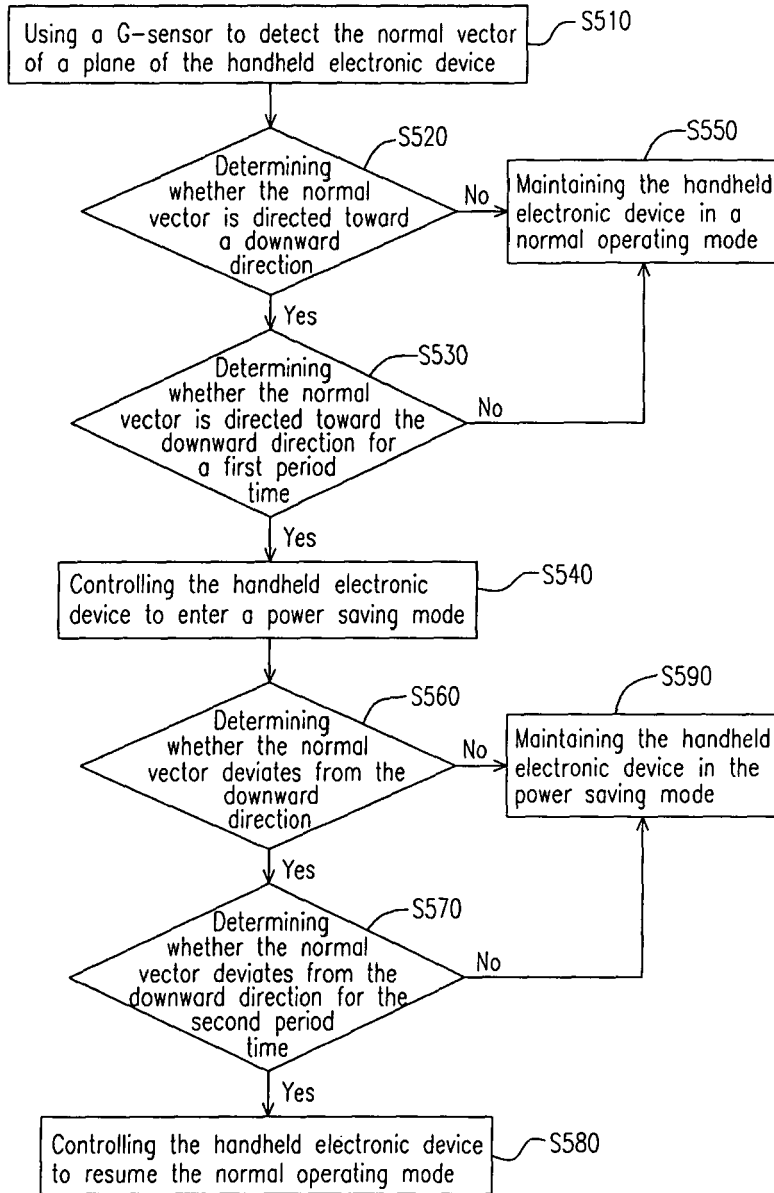 Using a G-sensor to detect the normal vector
of a plane of the handheld electronic device
S510
S520
Determining
whether the normal
vector is directed toward
a downward
direction
No
S550
Maintaining the handheld
electronic device in a
normal operating mode
Yes
S530
Determining
whether the normal
vector is directed toward the
downward direction for
a first period
time
No
Yes
Controlling the handheld electronic
device to enter a power saving mode
S540
S560
Determining
whether the normal
vector deviates from the
downward
direction
No
S590
Maintaining the handheld
electronic device in the
power saving mode
Yes
S570
Determining
whether the normal
vector deviates from the
downward direction for the
second period
time
No
Yes
Controlling the handheld electronic device
to resume the normal operating mode
S580